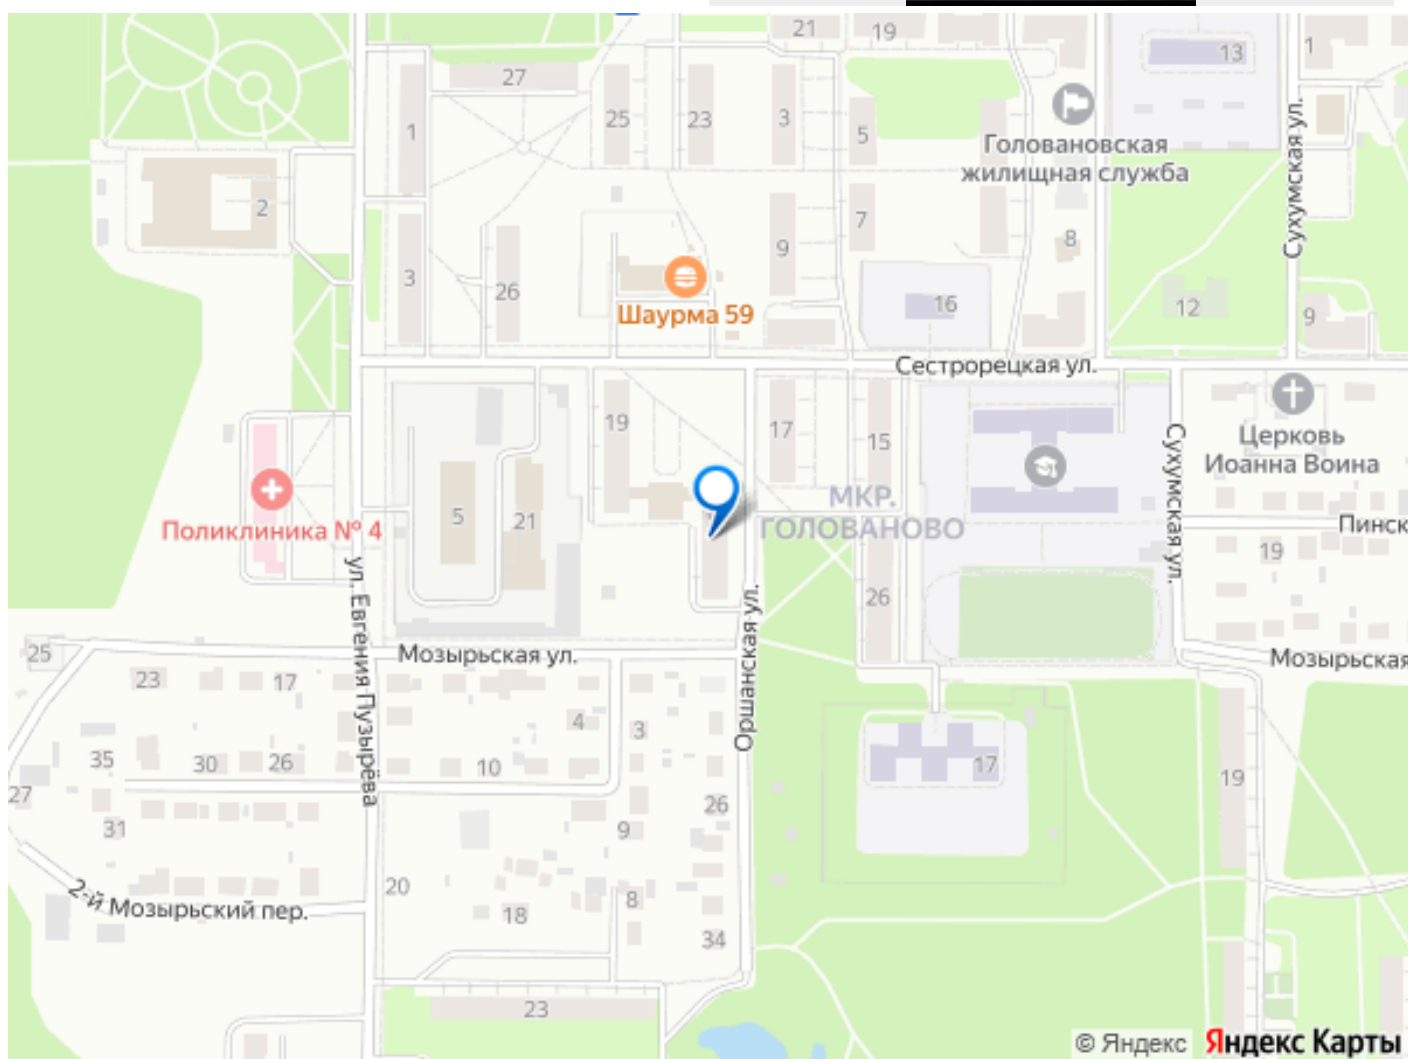 21
19
13
1
27
1
25
23
3
5
Головановская
жилищная служба
Сухумская ул.
2
3
26
9
7
8
Шаурма 59
16
12
9
Сестрорецкая ул.
19
17
15
Церковь
Иоанна Воина
Сухумская ул.
5
21
МКР.
ГОЛОВАНОВО
Поликлиника № 4
Пинск
19
26
ул. Евгения Пузырёва
Оршанская ул.
Мозырьская ул.
Мозырьская
25
23
17
4
3
35
30
26
10
17
19
27
31
9
26
20
8
18
2-й Мозырьский пер.
34
23
© Яндекс Яндекс Карты